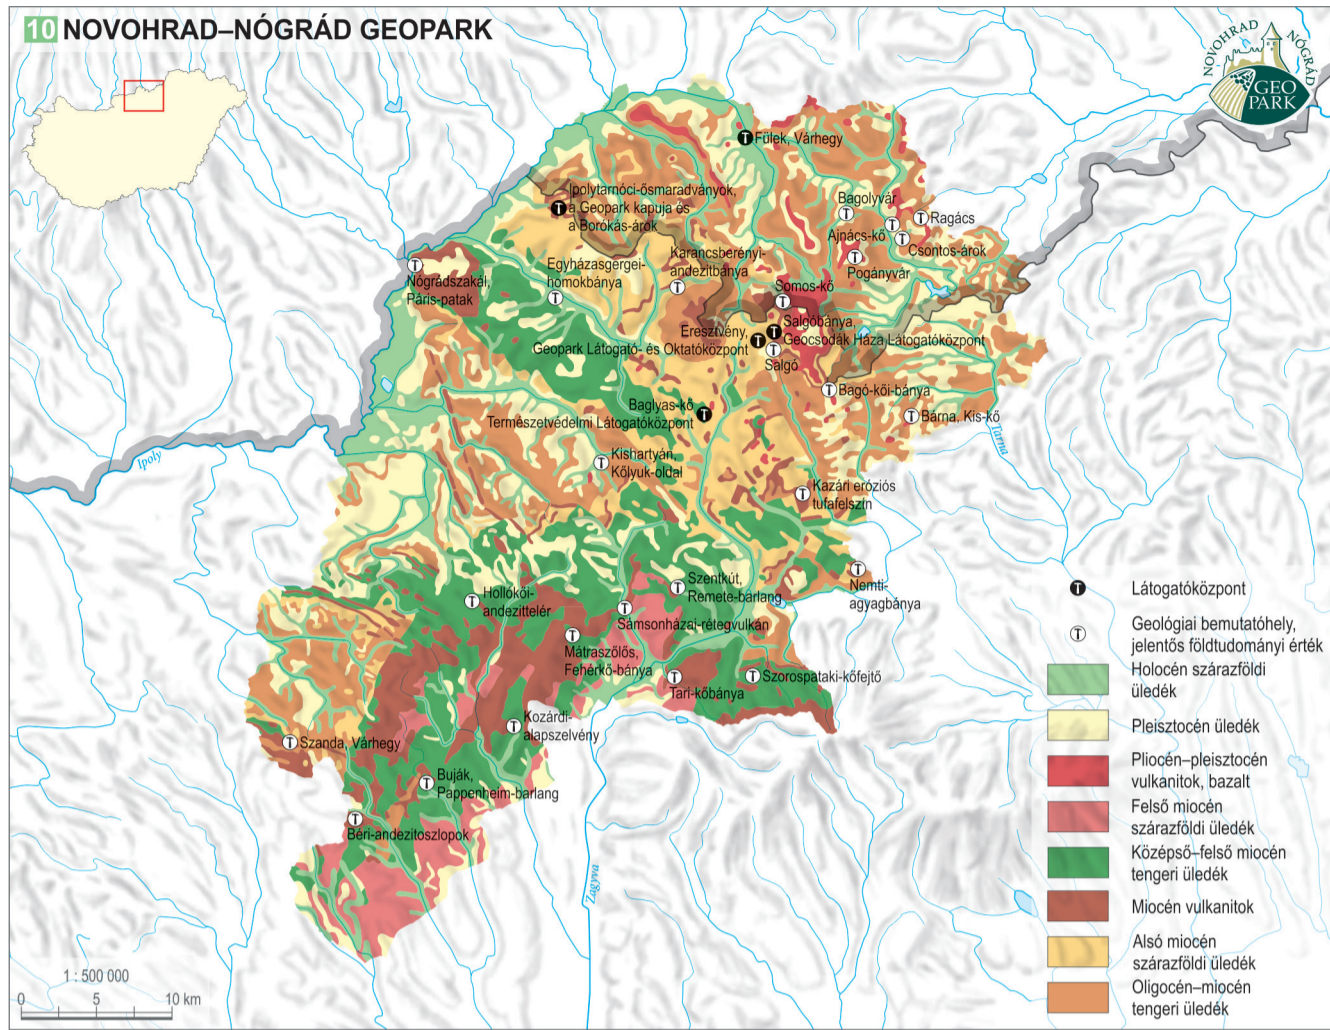 10 NOVOHRAD–NÓGRÁD GEOPARK
NOVOHRAD NÓGRÁD
GEO
PARK
Fülek, Várhegy
Ipolytarnóci-ősmaradványok,
a Geopark kapuja és
a Borókás-árok
Bagolyvár
Ragács
Ajnács-kő
Csontos-árok
Pogányvár
Karancsberényi-
andezitbánya
Egyházasgergei-
homokbánya
Nógrádszakál,
Páris-patak
Somos-kő
Salgóbánya,
Geocsodák Háza Látogatóközpont
Eresztvény,
Geopark Látogató- és Oktatóközpont
Salgó
Bagó-kői-bánya
Baglyas-kő
Természetvédelmi Látogatóközpont
Bárna, Kis-kő
Tarna
Ipoly
Kishartyán,
Kőlyuk-oldal
Kazári eróziós
tufafelszín
Nemti-
agyagbánya
Szentkút,
Remete-barlang
Hollókői-
andezittelér
Sámsonházai-rétegvulkán
Mátraszőlős,
Fehérkő-bánya
Tari-kőbánya
Szorospataki-kőfejtő
Kozárdi-
alapszelvény
Szanda, Várhegy
Buják,
Pappenheim-barlang
Béri-andezitoszlopok
Zagyva
Látogatóközpont
Geológiai bemutatóhely,
jelentős földtudományi érték
Holocén szárazföldi
üledék
Pleisztocén üledék
Pliocén–pleisztocén
vulkanitok, bazalt
Felső miocén
szárazföldi üledék
Középső–felső miocén
tengeri üledék
Miocén vulkanitok
Alsó miocén
szárazföldi üledék
Oligocén–miocén
tengeri üledék
1 : 500 000
0 5 10 km